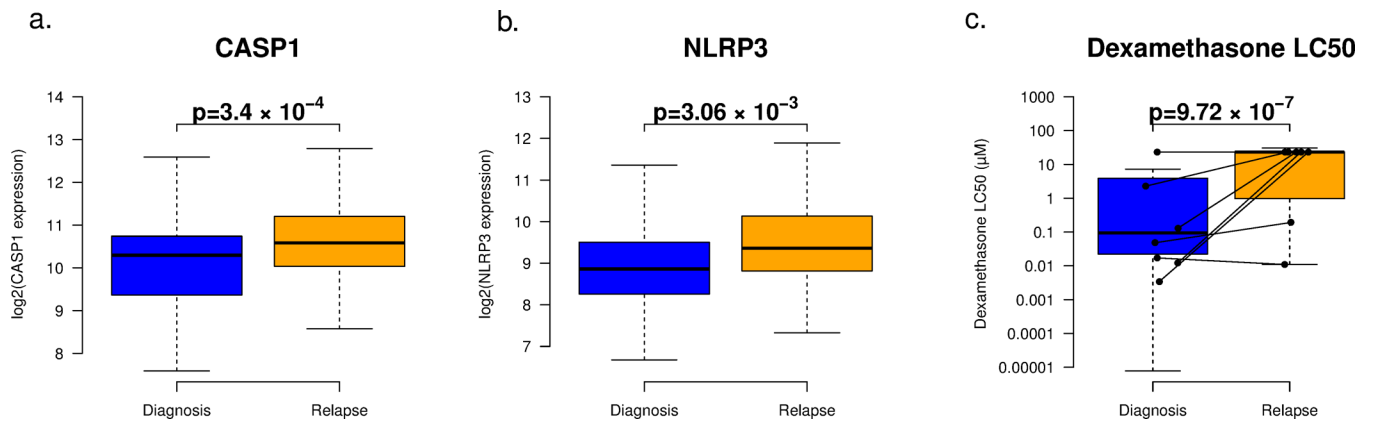 a.
CASP1
p=3.4 × 10⁻⁴
log2(CASP1 expression)
14
13
12
11
10
9
8
Diagnosis
Relapse
b.
NLRP3
p=3.06 × 10⁻³
log2(NLRP3 expression)
13
12
11
10
9
8
7
Diagnosis
Relapse
c.
Dexamethasone LC50
p=9.72 × 10⁻⁷
Dexamethasone LC50 (µM)
1000
100
10
1
0.1
0.01
0.001
0.0001
0.00001
Diagnosis
Relapse